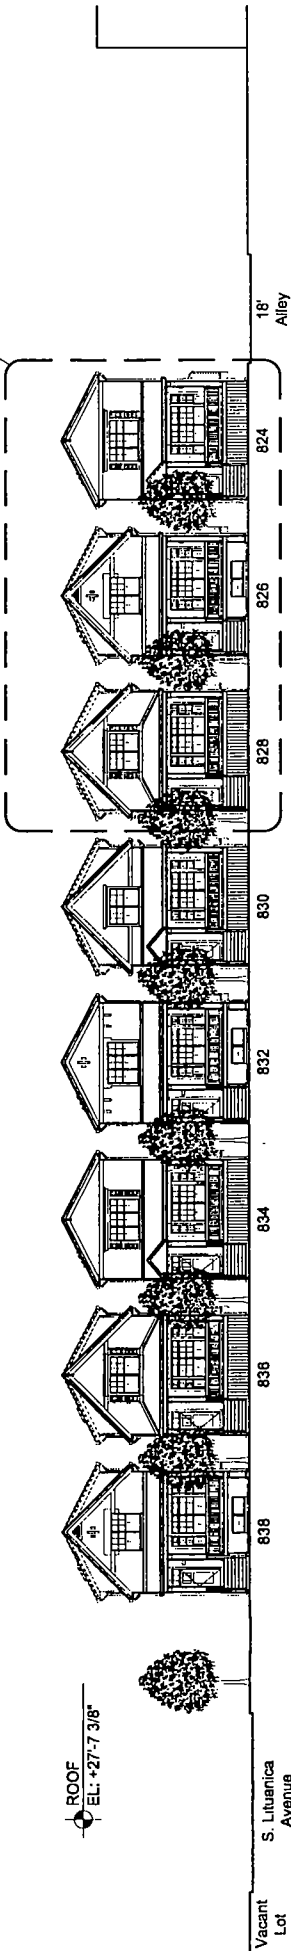 ROOF
EL: +27'-7 3/8"
Vacant
Lot
S. Lituanica
Avenue
838
836
834
832
830
828
826
824
18'
Alley